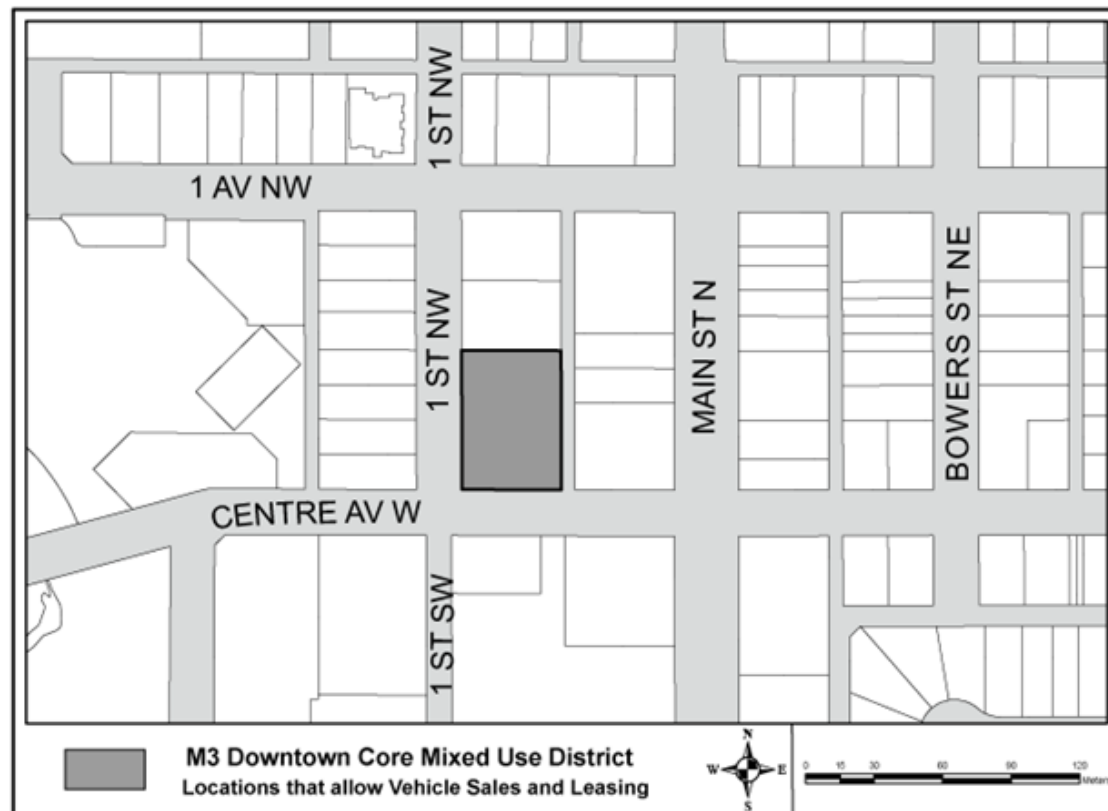 1 ST NW
1 AV NW
1 ST NW
MAIN ST N
BOWERS ST NE
CENTRE AV W
1 ST SW
M3 Downtown Core Mixed Use District
Locations that allow Vehicle Sales and Leasing
N
W E
S
0 15 30 60 90 120
Meters